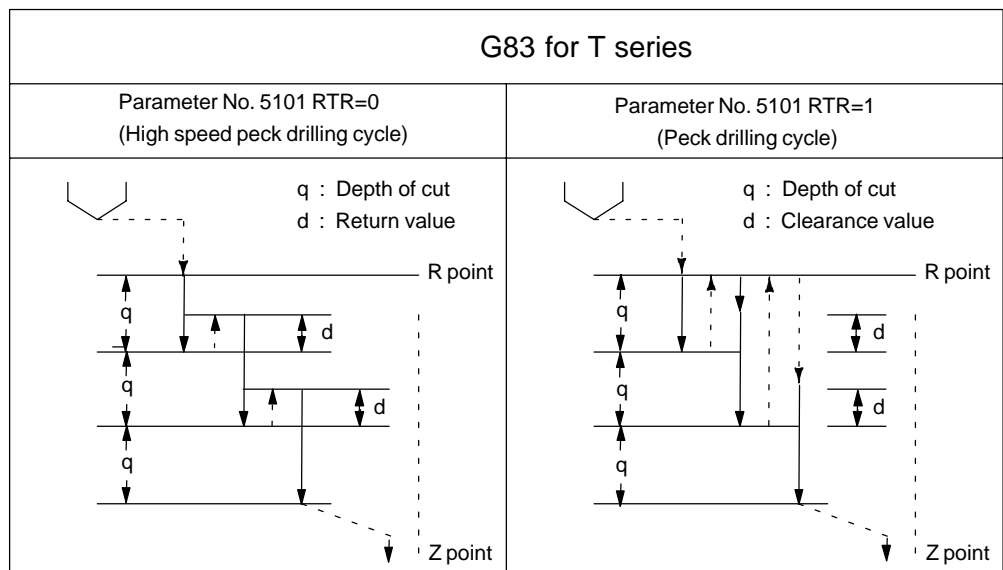 G83 for T series
Parameter No. 5101 RTR=0
(High speed peck drilling cycle)
Parameter No. 5101 RTR=1
(Peck drilling cycle)
q : Depth of cut
d : Return value
R point
q
d
q
d
q
Z point
q : Depth of cut
d : Clearance value
R point
q
d
q
d
q
Z point